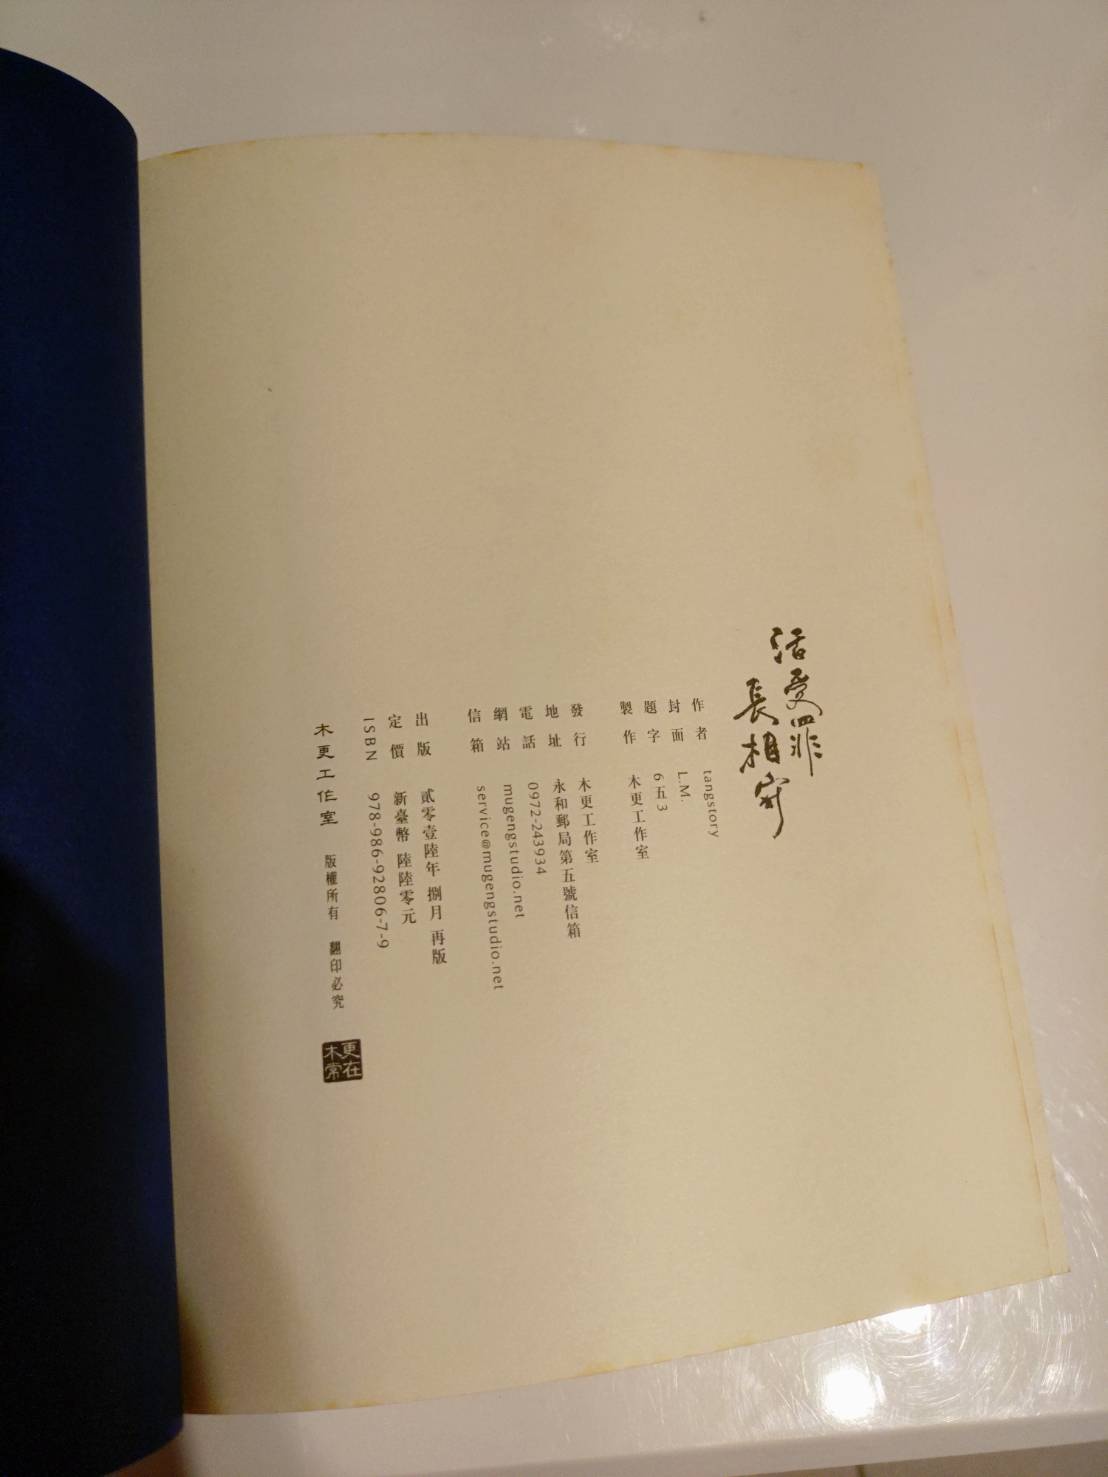 活受罪
長相守
作者 tangstory
封面 L.M.
題字 6五3
製作 木更工作室
發行 木更工作室
地址 永和郵局第五號信箱
電話 0972-243934
網站 mugengstudio.net
信箱 service@mugengstudio.net
出版 貳零壹陸年 捌月 再版
定價 新臺幣 陸陸零元
ISBN 978-986-92806-7-9
木更工作室 版權所有 翻印必究
更在
木常